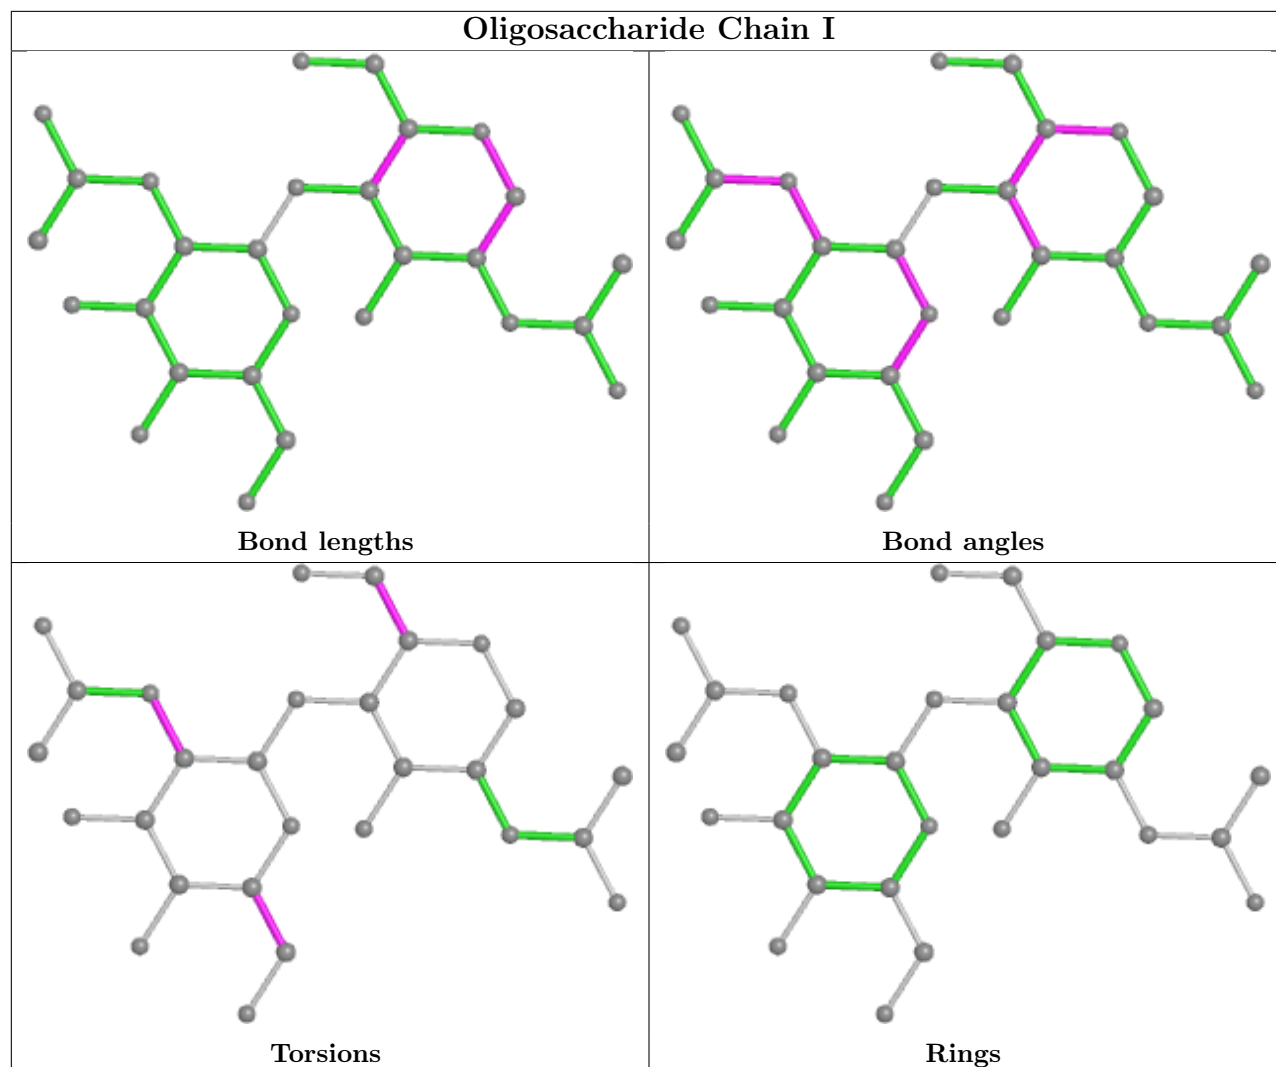 Oligosaccharide Chain I
Bond lengths
Bond angles
Torsions
Rings